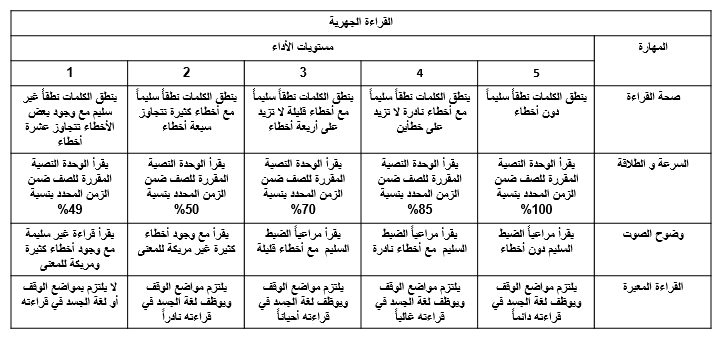 القراءة الجهرية
المهارة
مستويات الأداء
5
4
3
2
1
صحة القراءة
ينطق الكلمات نطقاً سليماً
دون أخطاء
ينطق الكلمات نطقاً سليماً
مع أخطاء نادرة لا تزيد
على خطأين
ينطق الكلمات نطقاً سليماً
مع أخطاء قليلة لا تزيد
على أربعة أخطاء
ينطق الكلمات نطقاً سليماً
مع أخطاء كثيرة تتجاوز
سبعة أخطاء
ينطق الكلمات نطقاً غير
سليم مع وجود بعض
الأخطاء تتجاوز عشرة
أخطاء
السرعة و الطلاقة
يقرأ الوحدة النصية
المقررة للصف ضمن
الزمن المحدد بنسبة
100%
يقرأ الوحدة النصية
المقررة للصف ضمن
الزمن المحدد بنسبة
85%
يقرأ الوحدة النصية
المقررة للصف ضمن
الزمن المحدد بنسبة
70%
يقرأ الوحدة النصية
المقررة للصف ضمن
الزمن المحدد بنسبة
50%
يقرأ الوحدة النصية
المقررة للصف ضمن
الزمن المحدد بنسبة
49%
وضوح الصوت
يقرأ مراعياً الضبط
السليم دون أخطاء
يقرأ مراعياً الضبط
السليم مع أخطاء نادرة
يقرأ مراعياً الضبط
السليم مع أخطاء قليلة
يقرأ مع وجود أخطاء
كثيرة غير مربكة للمعنى
يقرأ قراءة غير سليمة
مع وجود أخطاء كثيرة
ومربكة للمعنى
القراءة المعبرة
يلتزم مواضع الوقف
ويوظف لغة الجسد في
قراءته دائماً
يلتزم مواضع الوقف
ويوظف لغة الجسد في
قراءته غالباً
يلتزم مواضع الوقف
ويوظف لغة الجسد في
قراءته أحياناً
يلتزم مواضع الوقف
ويوظف لغة الجسد في
قراءته نادراً
لا يلتزم بمواضع الوقف
أو لغة الجسد في قراءته